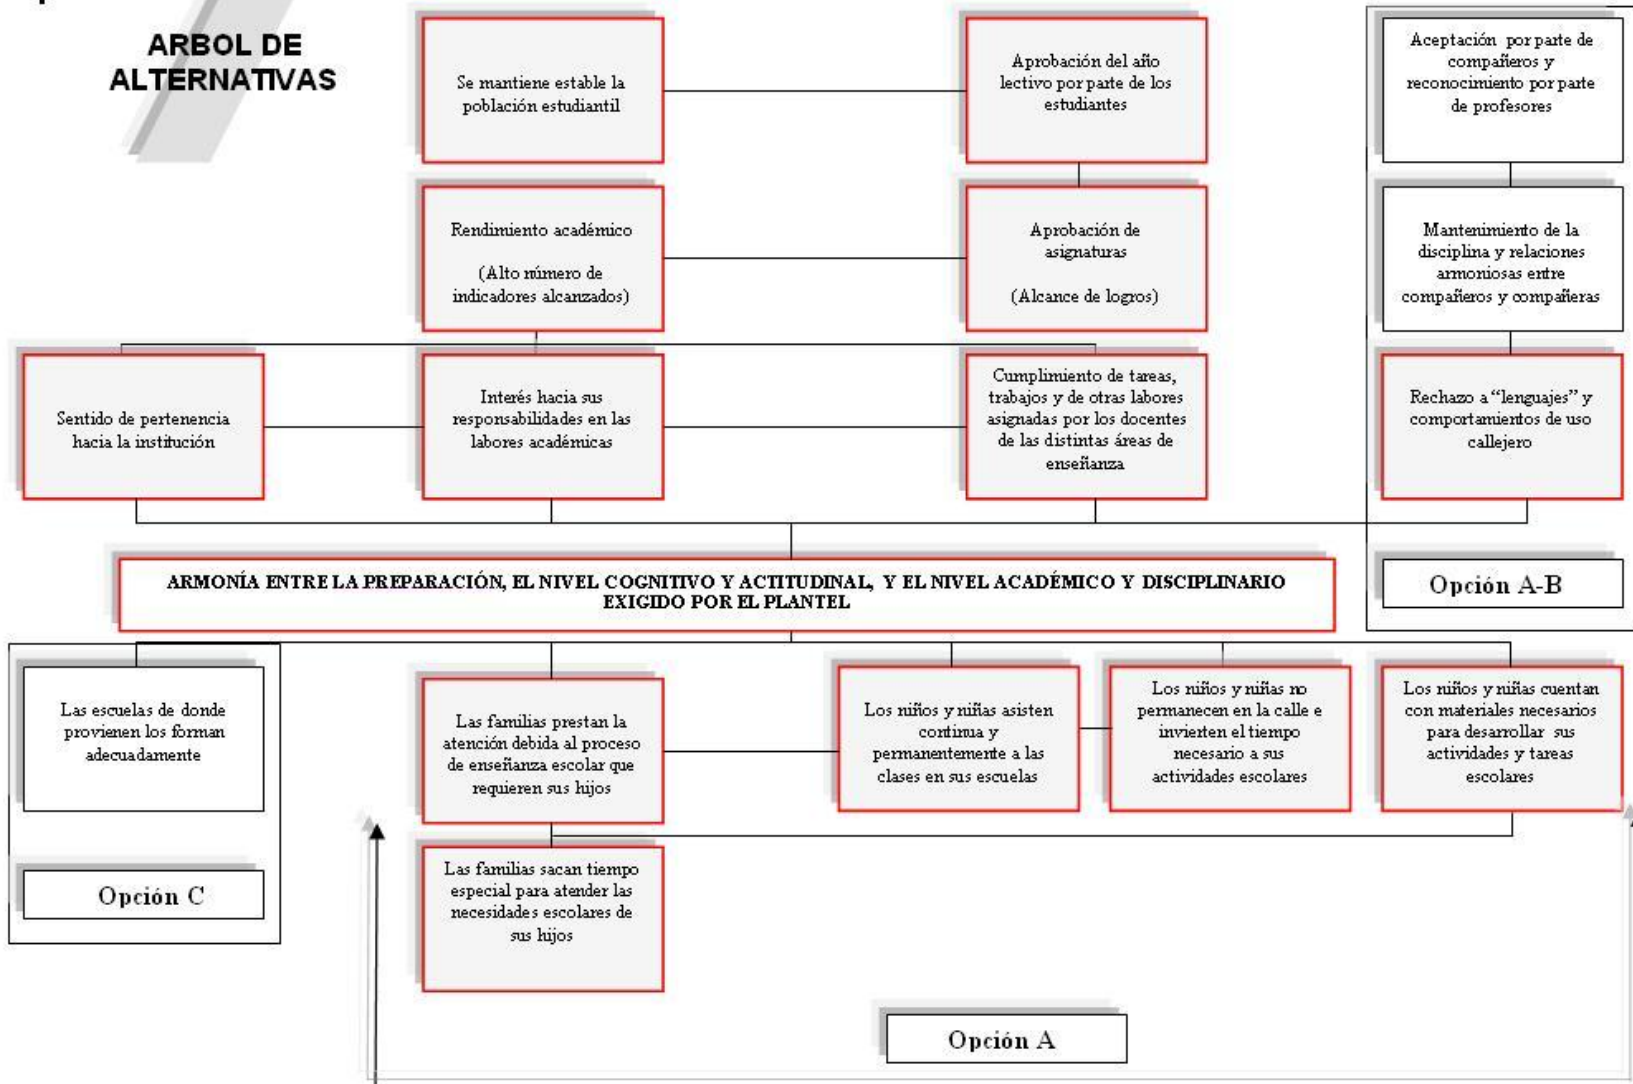 ARBOL DE
ALTERNATIVAS
Se mantiene estable la
población estudiantil
Aprobación del año
lectivo por parte de los
estudiantes
Aceptación por parte de
compañeros y
reconocimiento por parte
de profesores
Rendimiento académico
(Alto número de
indicadores alcanzados)
Aprobación de
asignaturas
(Alcance de logros)
Mantenimiento de la
disciplina y relaciones
armoniosas entre
compañeros y compañeras
Sentido de pertenencia
hacia la institución
Interés hacia sus
responsabilidades en las
labores académicas
Cumplimiento de tareas,
trabajos y de otras labores
asignadas por los docentes
de las distintas áreas de
enseñanza
Rechazo a “lenguajes” y
comportamientos de uso
callejero
ARMONÍA ENTRE LA PREPARACIÓN, EL NIVEL COGNITIVO Y ACTITUDINAL, Y EL NIVEL ACADÉMICO Y DISCIPLINARIO
EXIGIDO POR EL PLANTEL
Opción A-B
Las escuelas de donde
provienen los forman
adecuadamente
Las familias prestan la
atención debida al proceso
de enseñanza escolar que
requieren sus hijos
Los niños y niñas asisten
continua y
permanentemente a las
clases en sus escuelas
Los niños y niñas no
permanecen en la calle e
invierten el tiempo
necesario a sus
actividades escolares
Los niños y niñas cuentan
con materiales necesarios
para desarrollar sus
actividades y tareas
escolares
Opción C
Las familias sacan tiempo
especial para atender las
necesidades escolares de
sus hijos
Opción A